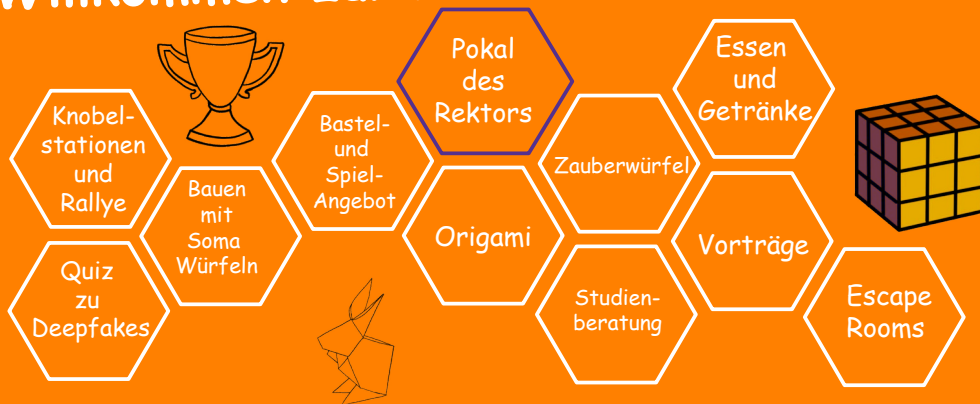 Knobel-
stationen
und
Rallye
Quiz
zu
Deepfakes
Bauen
mit
Soma
Würfeln
Bastel-
und
Spiel-
Angebot
Pokal
des
Rektors
Origami
Zauberwürfel
Studien-
beratung
Essen
und
Getränke
Vorträge
Escape
Rooms